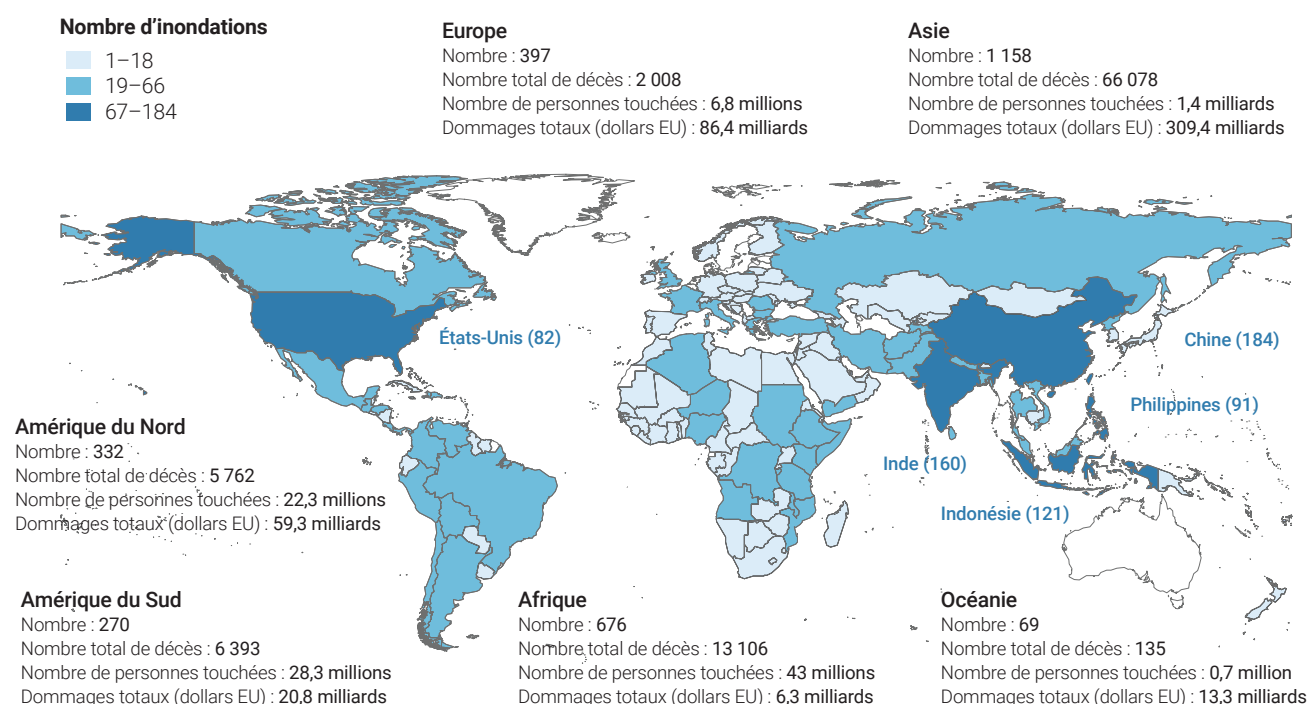 Nombre d'inondations
1–18
19–66
67–184
Europe
Nombre : 397
Nombre total de décès : 2 008
Nombre de personnes touchées : 6,8 millions
Dommages totaux (dollars EU) : 86,4 milliards
Asie
Nombre : 1 158
Nombre total de décès : 66 078
Nombre de personnes touchées : 1,4 milliards
Dommages totaux (dollars EU) : 309,4 milliards
États-Unis (82)
Chine (184)
Philippines (91)
Inde (160)
Indonésie (121)
Amérique du Nord
Nombre : 332
Nombre total de décès : 5 762
Nombre de personnes touchées : 22,3 millions
Dommages totaux (dollars EU) : 59,3 milliards
Amérique du Sud
Nombre : 270
Nombre total de décès : 6 393
Nombre de personnes touchées : 28,3 millions
Dommages totaux (dollars EU) : 20,8 milliards
Afrique
Nombre : 676
Nombre total de décès : 13 106
Nombre de personnes touchées : 43 millions
Dommages totaux (dollars EU) : 6,3 milliards
Océanie
Nombre : 69
Nombre total de décès : 135
Nombre de personnes touchées : 0,7 million
Dommages totaux (dollars EU) : 13,3 milliards